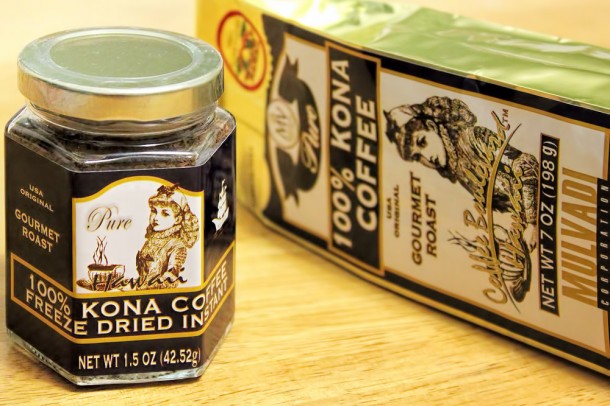 USA
ORIGINAL
GOURMET
ROAST
Pure
100% KONA COFFEE
FREEZE DRIED INSTANT
NET WT 1.5 OZ (42.52g)
Pure
100% KONA
COFFEE
USA
ORIGINAL
GOURMET
ROAST
NET WT 7 OZ (198 g)
MULVADI
CORPORATION